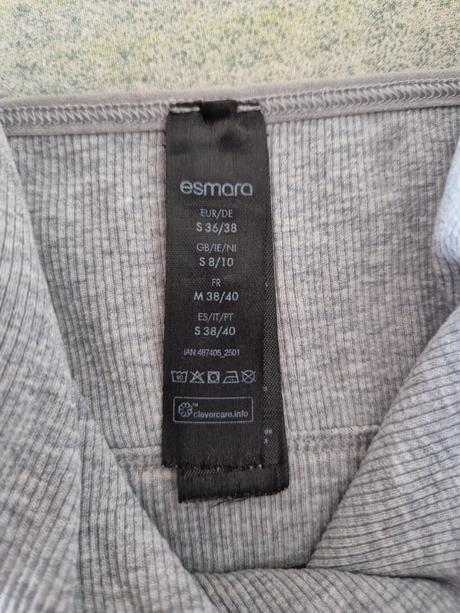 esmara
EUR/DE
S 36/38
GB/IE/NI
S 8/10
FR
M 38/40
ES/IT/PT
S 38/40
IAN 487405_2501
clevercare.info